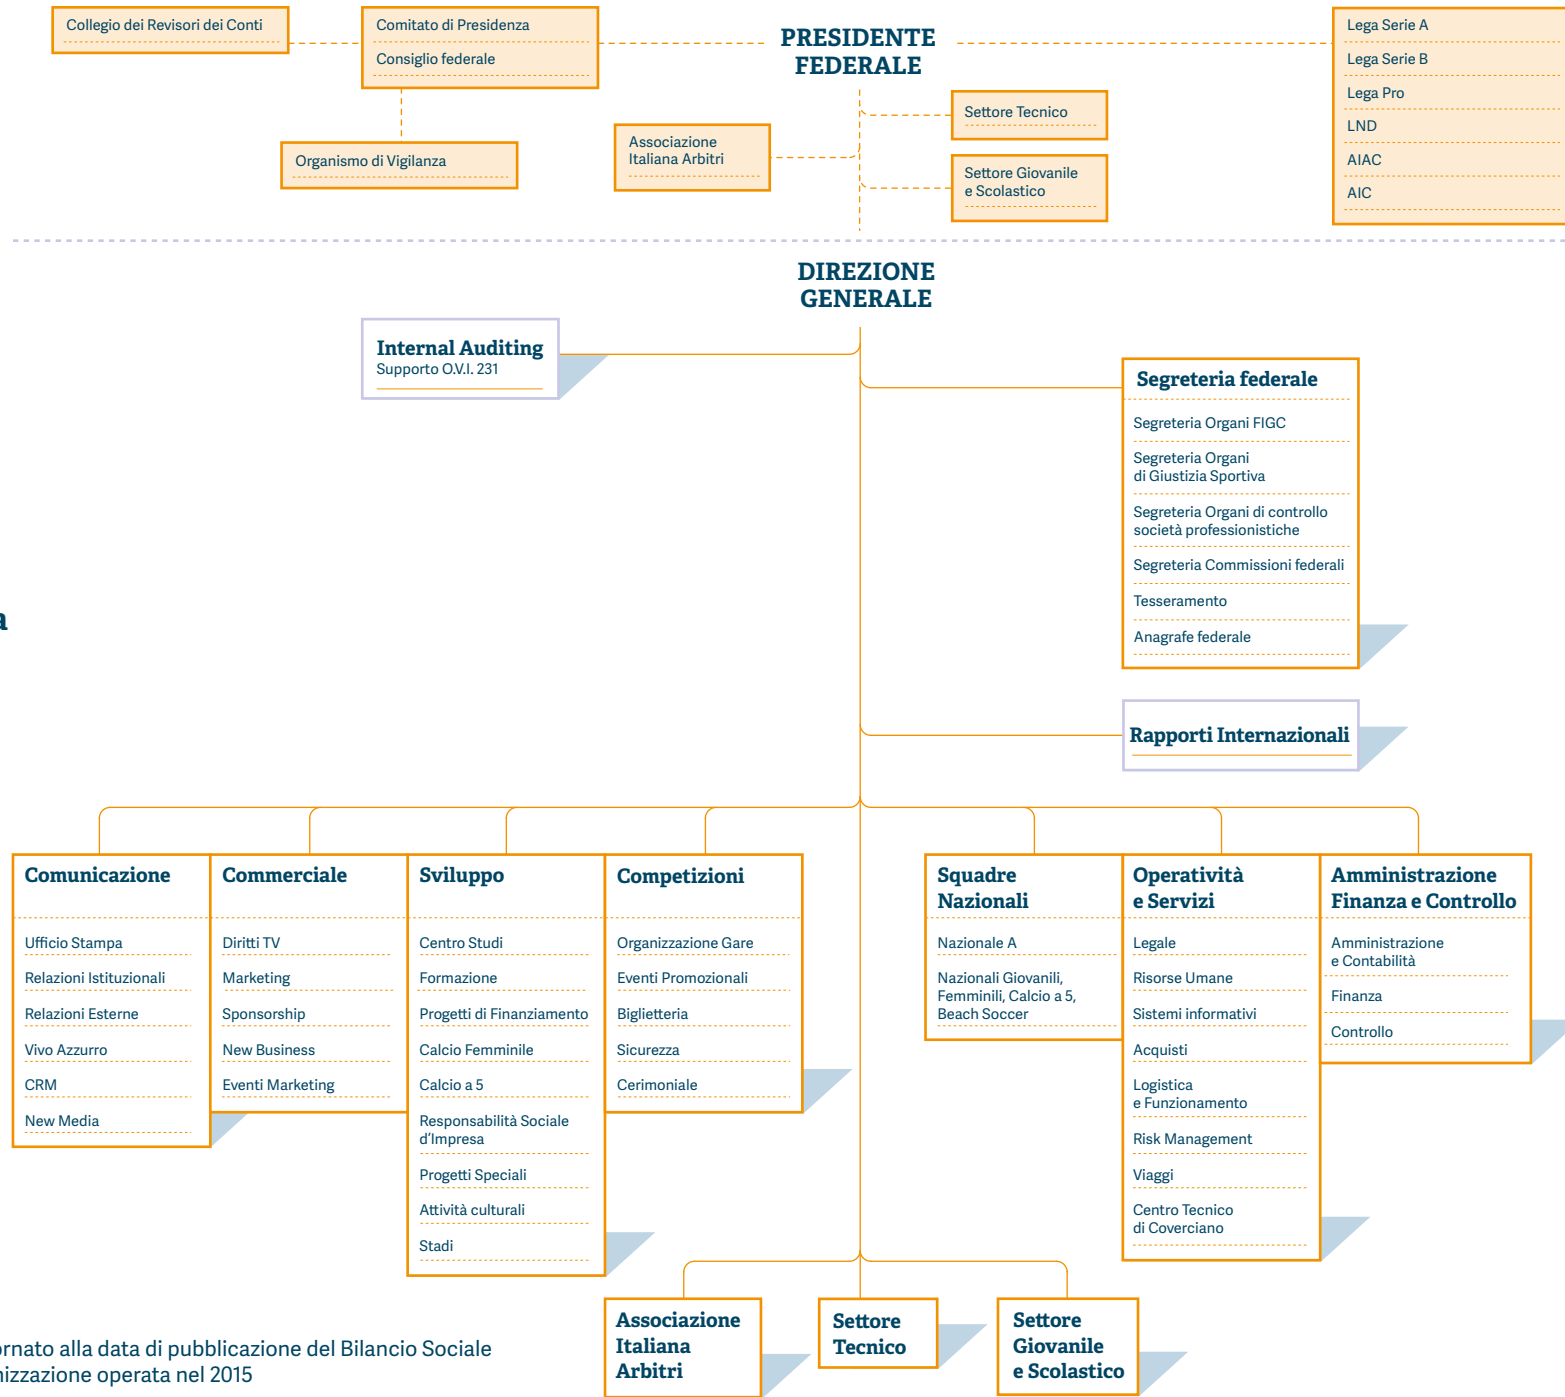 Collegio dei Revisori dei Conti
Comitato di Presidenza
Consiglio federale
PRESIDENTE
FEDERALE
Lega Serie A
Lega Serie B
Lega Pro
LND
AIAC
AIC
Organismo di Vigilanza
Associazione
Italiana Arbitri
Settore Tecnico
Settore Giovanile
e Scolastico
DIREZIONE
GENERALE
Internal Auditing
Supporto O.V.I. 231
Segreteria federale
Segreteria Organi FIGC
Segreteria Organi
di Giustizia Sportiva
Segreteria Organi di controllo
società professionistiche
Segreteria Commissioni federali
Tesseramento
Anagrafe federale
Rapporti Internazionali
Comunicazione
Ufficio Stampa
Relazioni Istituzionali
Relazioni Esterne
Vivo Azzurro
CRM
New Media
Commerciale
Diritti TV
Marketing
Sponsorship
New Business
Eventi Marketing
Sviluppo
Centro Studi
Formazione
Progetti di Finanziamento
Calcio Femminile
Calcio a 5
Responsabilità Sociale
d'Impresa
Progetti Speciali
Attività culturali
Stadi
Competizioni
Organizzazione Gare
Eventi Promozionali
Biglietteria
Sicurezza
Cerimoniale
Squadre
Nazionali
Nazionale A
Nazionali Giovanili,
Femminili, Calcio a 5,
Beach Soccer
Operatività
e Servizi
Legale
Risorse Umane
Sistemi informativi
Acquisti
Logistica
e Funzionamento
Risk Management
Viaggi
Centro Tecnico
di Coverciano
Amministrazione
Finanza e Controllo
Amministrazione
e Contabilità
Finanza
Controllo
Associazione
Italiana
Arbitri
Settore
Tecnico
Settore
Giovanile
e Scolastico
alla data di pubblicazione del Bilancio Sociale
operata nel 2015